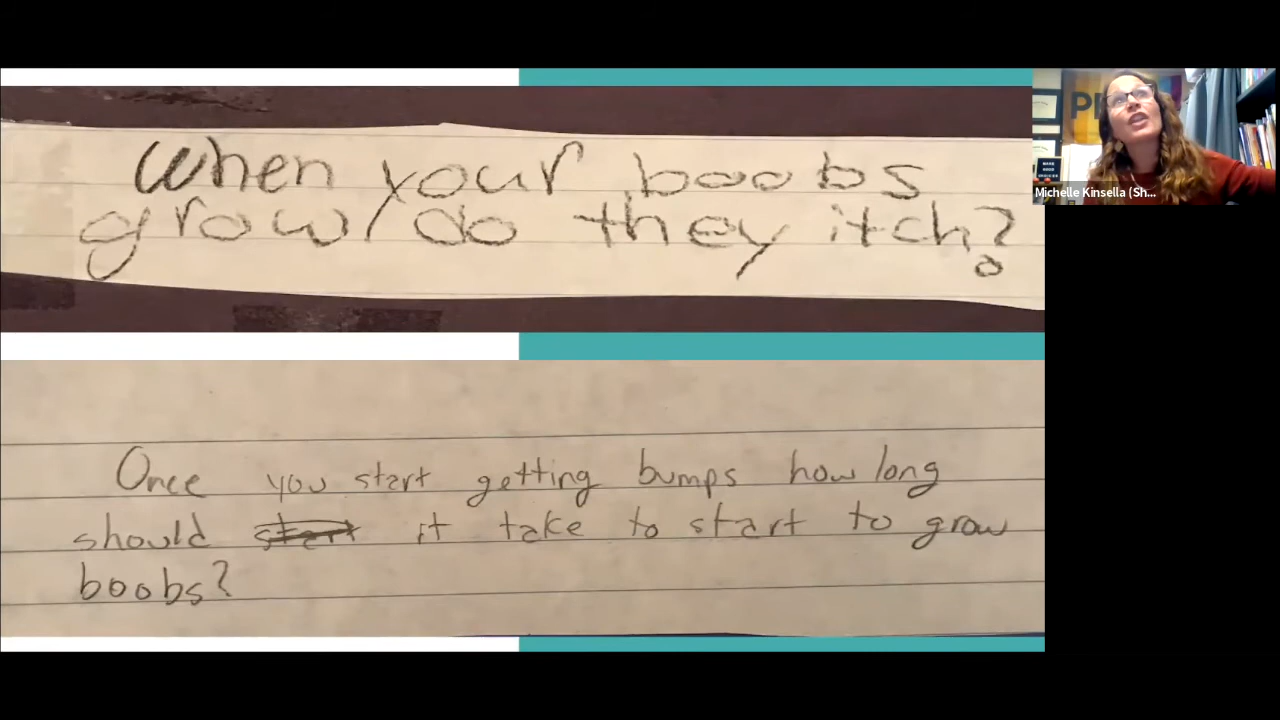 When your boobs
grow, do they itch?
Once you start getting bumps how long
should start it take to start to grow
boobs?
Michelle Kinsella (Sh...